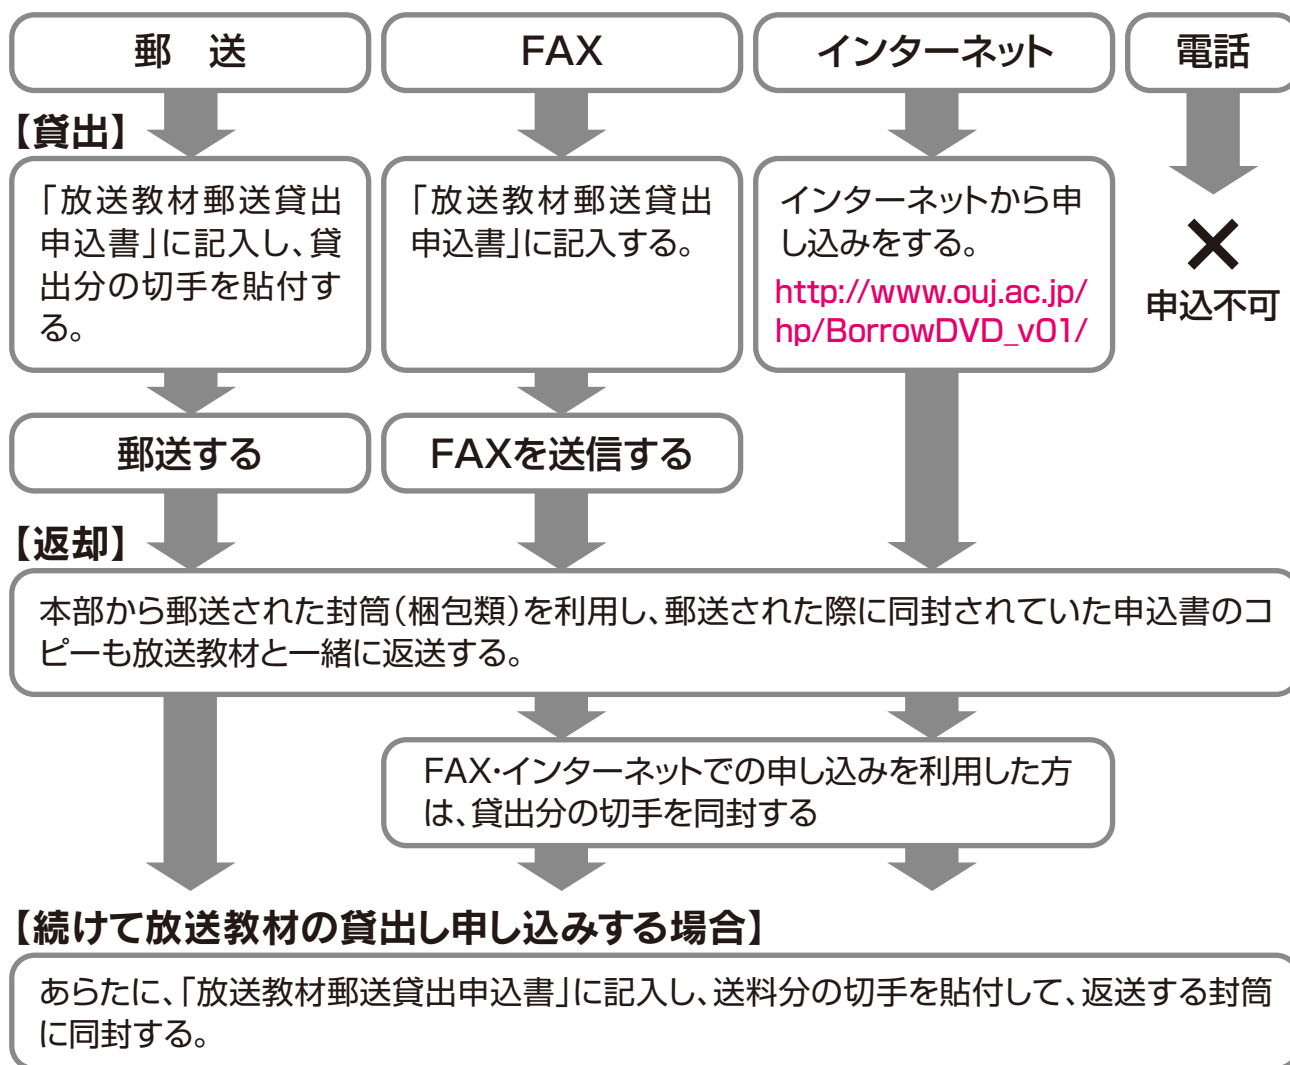 郵　送
FAX
インターネット
電話
【貸出】
「放送教材郵送貸出
申込書」に記入し、貸
出分の切手を貼付す
る。
「放送教材郵送貸出
申込書」に記入する。
インターネットから申
し込みをする。
http://www.ouj.ac.jp/
hp/BorrowDVD_v01/
申込不可
郵送する
FAXを送信する
【返却】
本部から郵送された封筒(梱包類)を利用し、郵送された際に同封されていた申込書のコ
ピーも放送教材と一緒に返送する。
FAX・インターネットでの申し込みを利用した方
は、貸出分の切手を同封する
【続けて放送教材の貸出し申し込みする場合】
あらたに、「放送教材郵送貸出申込書」に記入し、送料分の切手を貼付して、返送する封筒
に同封する。